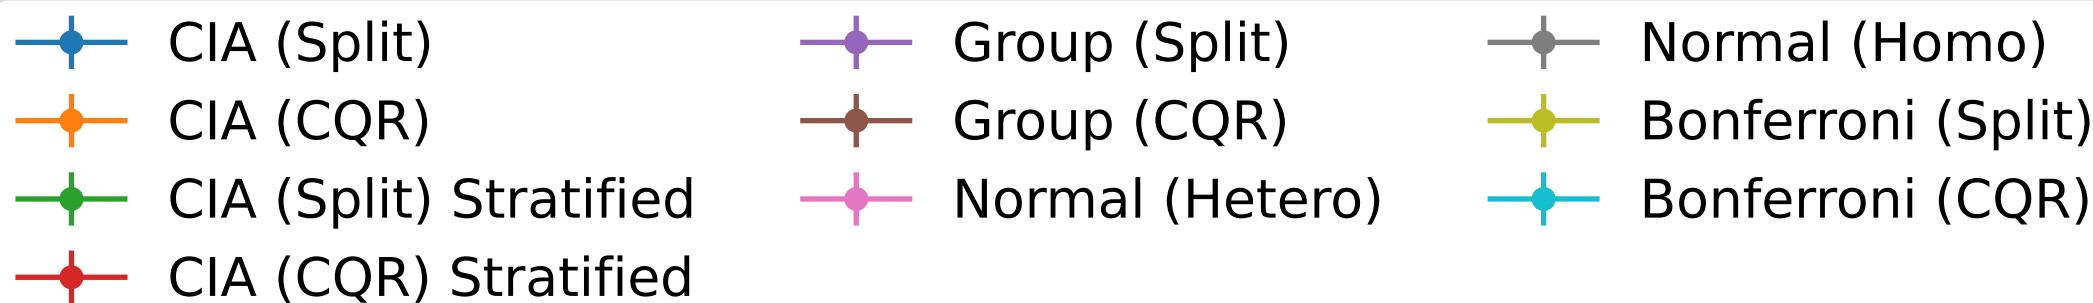 CIA (Split)
CIA (CQR)
CIA (Split) Stratified
CIA (CQR) Stratified
Group (Split)
Group (CQR)
Normal (Hetero)
Normal (Homo)
Bonferroni (Split)
Bonferroni (CQR)